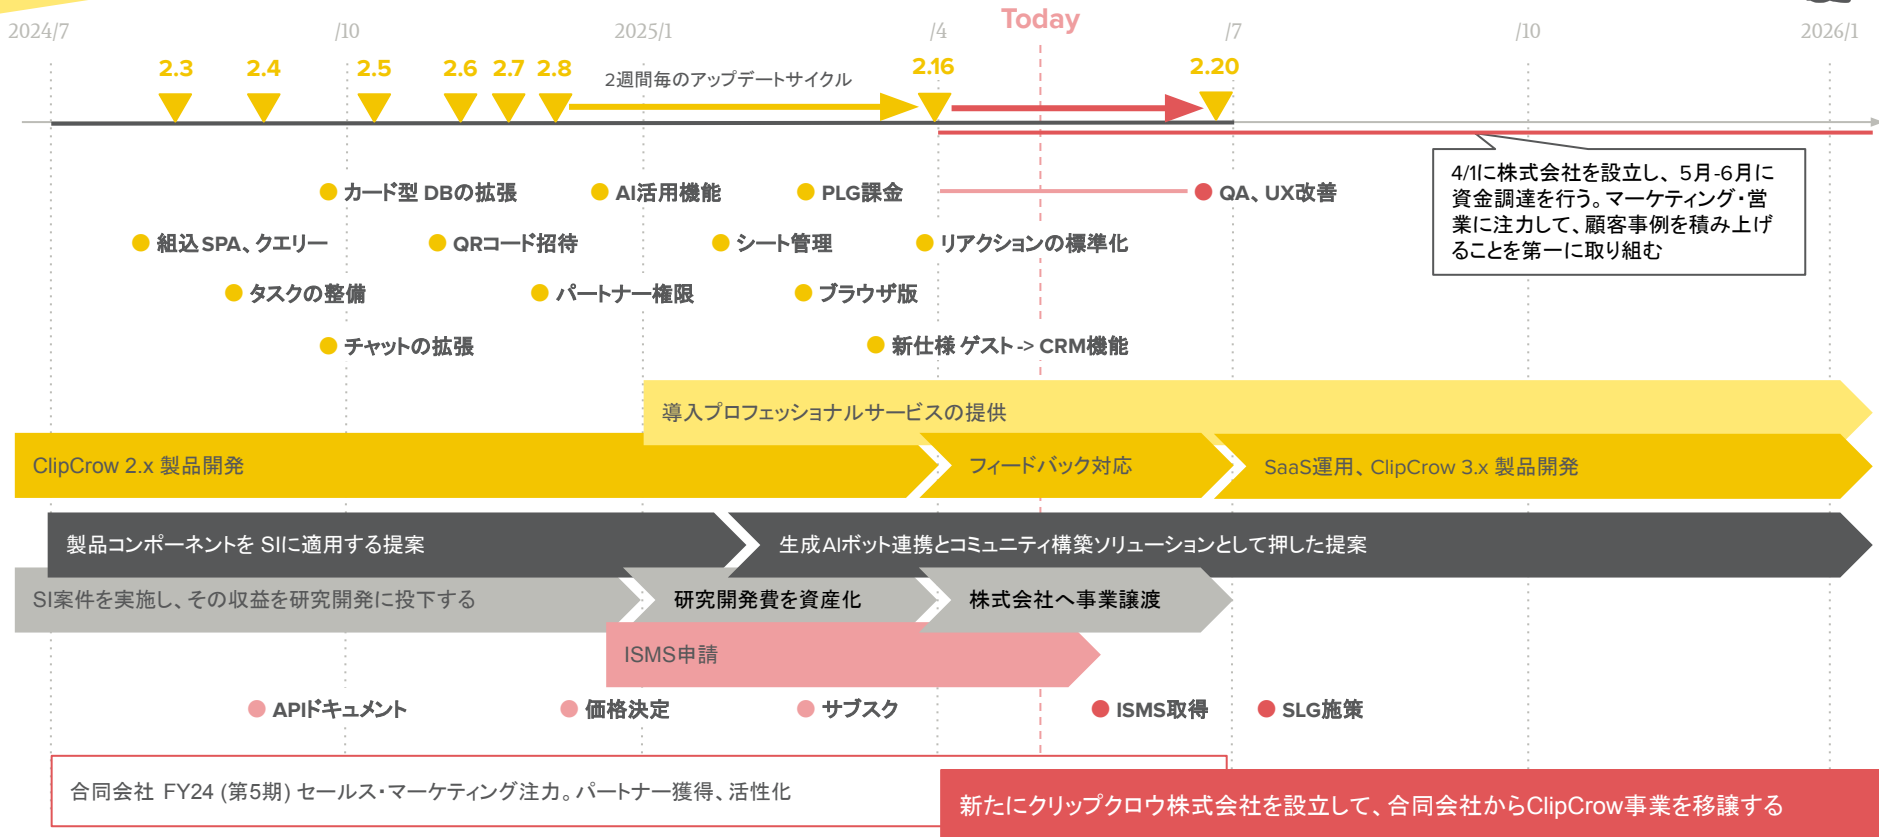 Today
2024/7
/10
2025/1
/4
/7
/10
2026/1
2.3
2.4
2.5
2.6
2.7
2.8
2週間毎のアップデートサイクル
2.16
2.20
4/1に株式会社を設立し、5月-6月に
資金調達を行う。マーケティング・営
業に注力して、顧客事例を積み上げ
ることを第一に取り組む
カード型 DBの拡張
AI活用機能
PLG課金
QA、UX改善
組込SPA、クエリー
QRコード招待
シート管理
リアクションの標準化
タスクの整備
パートナー権限
ブラウザ版
チャットの拡張
新仕様 ゲスト -> CRM機能
導入プロフェッショナルサービスの提供
ClipCrow 2.x 製品開発
フィードバック対応
SaaS運用、ClipCrow 3.x 製品開発
製品コンポーネントを SIに適用する提案
生成AIボット連携とコミュニティ構築ソリューションとして押した提案
SI案件を実施し、その収益を研究開発に投下する
研究開発費を資産化
株式会社へ事業譲渡
ISMS申請
APIドキュメント
価格決定
サブスク
ISMS取得
SLG施策
合同会社 FY24 (第5期) セールス・マーケティング注力。パートナー獲得、活性化
新たにクリップクロウ株式会社を設立して、合同会社からClipCrow事業を移譲する